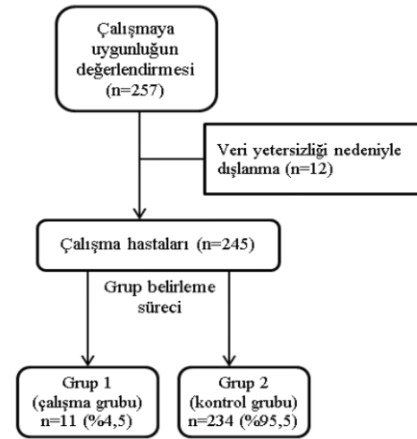 Çalışmaya
uygunluğun
değerlendirmesi
(n=257)
Veri yetersizliği nedeniyle
dışlanma (n=12)
Çalışma hastaları (n=245)
Grup belirleme
süreci
Grup 1
(çalışma grubu)
n=11 (%4,5)
Grup 2
(kontrol grubu)
n=234 (%95,5)